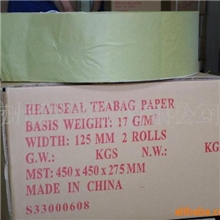 HEATSEAL TEABAG PAPER
BASIS WEIGHT: 17 G/M²
WIDTH: 125 MM 2 ROLLS
G.W.: KGS N.W.: KG
MST: 450 x 450 x 275 MM
MADE IN CHINA
S33000608